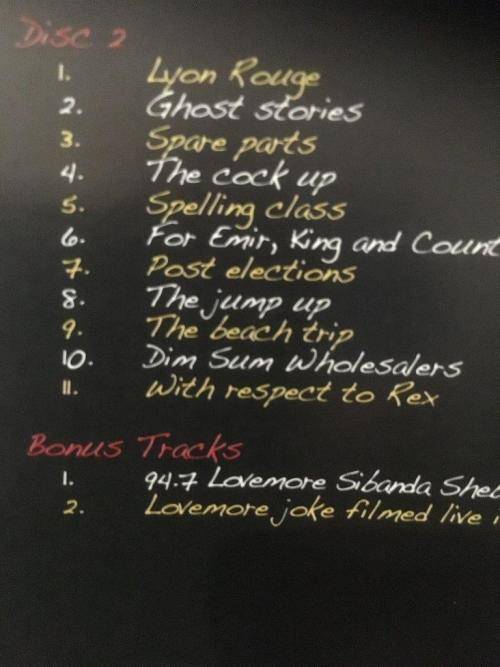 Disc 2
1. Lyon Rouge
2. Ghost stories
3. Spare parts
4. The cock up
5. Spelling class
6. For Emir, King and Count
7. Post elections
8. The jump up
9. The beach trip
10. Dim Sum Wholesalers
11. With respect to Rex
Bonus Tracks
1. 94.7 Lovemore Sibanda
2. Lovemore joke filmed live